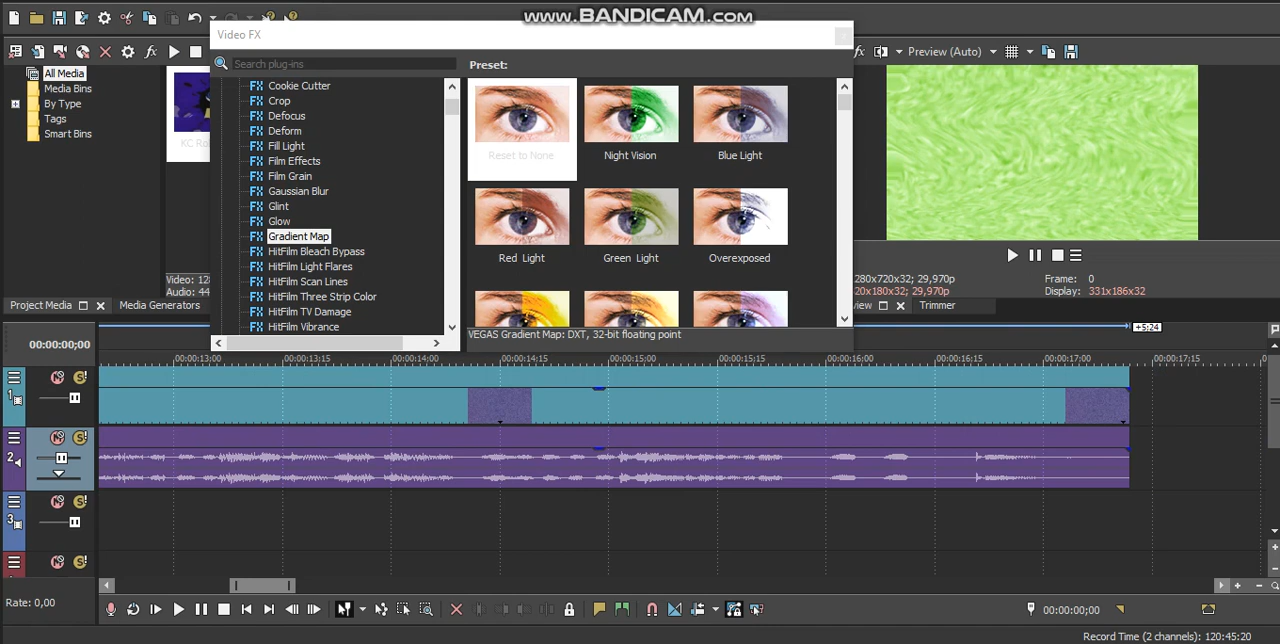 www.BANDICAM.com
Video FX
Search plug-ins
Preset:
Preview (Auto)
All Media
Media Bins
By Type
Tags
Smart Bins
Cookie Cutter
Crop
Defocus
Deform
Fill Light
Film Effects
Film Grain
Gaussian Blur
Glint
Glow
Gradient Map
HitFilm Bleach Bypass
HitFilm Light Flares
HitFilm Scan Lines
HitFilm Three Strip Color
HitFilm TV Damage
HitFilm Vibrance
Reset to None
Night Vision
Blue Light
Red Light
Green Light
Overexposed
VEGAS Gradient Map: DXT, 32-bit floating point
KC Ro
Video: 12
Audio: 44
280x720x32; 29,970p
20x180x32; 29,970p
Frame: 0
Display: 331x186x32
Project Media
Media Generators
Trimmer
+5:24
00:00:00;00
00:00:13;00
00:00:13;15
00:00:14;00
00:00:14;15
00:00:15;00
00:00:15;15
00:00:16;00
00:00:16;15
00:00:17;00
00:00:17;15
1
2
3
Rate: 0,00
00:00:00;00
Record Time (2 channels): 120:45:20